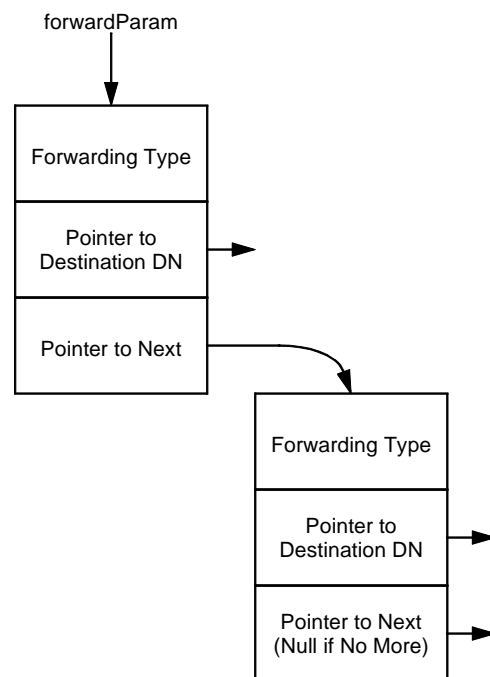 forwardParam
Forwarding Type
Pointer to
Destination DN
Pointer to Next
Forwarding Type
Pointer to
Destination DN
Pointer to Next
(Null if No More)